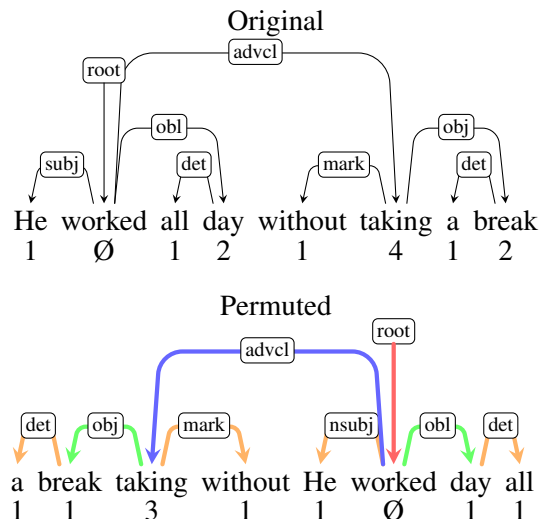 Original
advcl
root
obl obj
subj det mark det
He worked all day without taking a break
1 Ø 1 2 1 4 1 2
Permuted
root
advcl
det obj mark nsubj obl det
a break taking without He worked day all
1 1 3 1 1 Ø 1 1